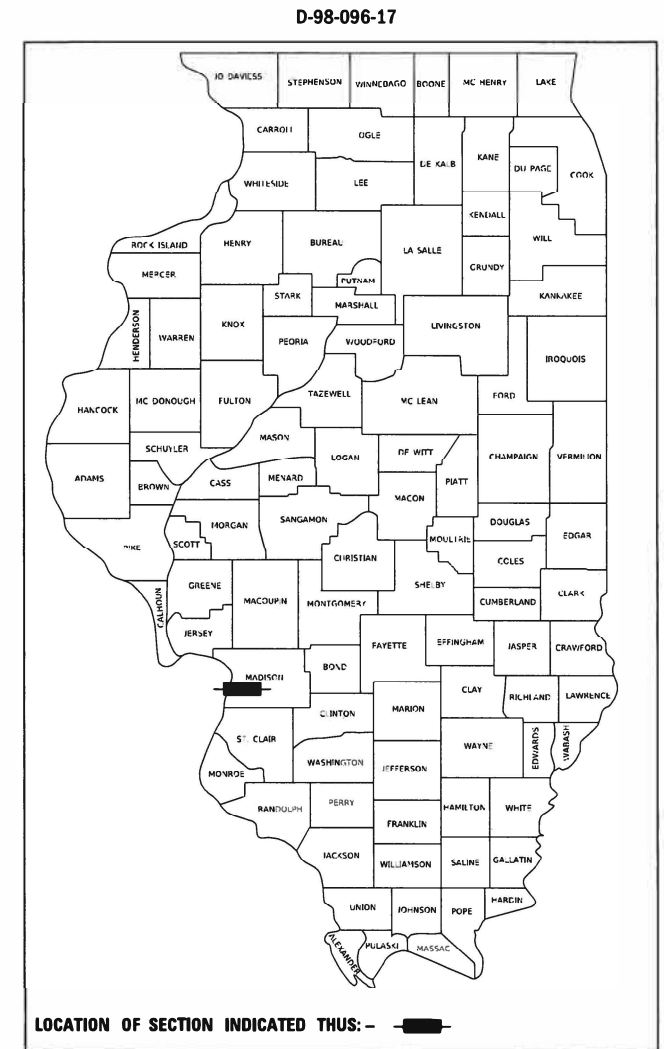 D-98-096-17
JO DAVIESS STEPHENSON WINNEBAGO BOONE MC HENRY LAKE
CARROLL OGLE
DE KALB KANE DU PAGE COOK
WHITESIDE LEE
KENDALL
ROCK ISLAND HENRY BUREAU LA SALLE WILL
MERCER PUTNAM GRUNDY
STARK MARSHALL KANKAKEE
HENDERSON WARREN KNOX PEORIA WOODFORD LIVINGSTON
IROQUOIS
HANCOCK MC DONOUGH FULTON TAZEWELL MC LEAN FORD
MASON
SCHUYLER LOGAN DE WITT CHAMPAIGN VERMILION
ADAMS BROWN CASS MENARD PIATT
MACON
MORGAN SANGAMON DOUGLAS
PIKE SCOTT CHRISTIAN MOULTRIE EDGAR
COLES
GREENE SHELBY
CALHOUN MACOUPIN MONTGOMERY CUMBERLAND CLARK
JERSEY FAYETTE EFFINGHAM JASPER CRAWFORD
MADISON BOND
CLAY RICHLAND LAWRENCE
CLINTON MARION
ST. CLAIR WAYNE EDWARDS WABASH
MONROE WASHINGTON JEFFERSON
RANDOLPH PERRY HAMILTON WHITE
FRANKLIN
JACKSON WILLIAMSON SALINE GALLATIN
UNION JOHNSON POPE HARDIN
ALEXANDER PULASKI MASSAC
LOCATION OF SECTION INDICATED THUS:-